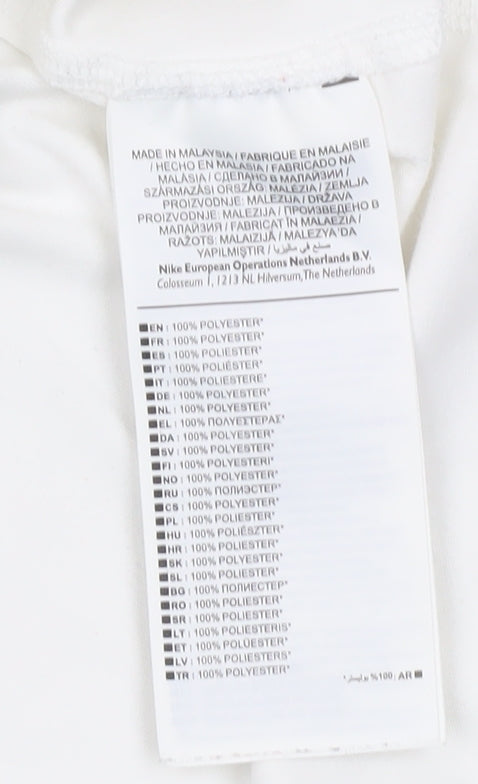 MADE IN MALAYSIA / FABRIQUE EN MALAISIE
/ HECHO EN MALASIA / FABRICADO NA
MALÁSIA / СДЕЛАНО В МАЛАЙЗИИ /
SZÁRMAZÁSI ORSZÁG: MALÉZIA / ZEMLJA
PROIZVODNJE: MALEZIJA / DRŽAVA
PROIZVODNJE: MALEZIJA / ПРОИЗВЕДЕНО В
МАЛАЙЗИЯ / FABRICAT ÎN MALAEZIA /
RAŽOTS: MALAIZIJĀ / MALEZYA'DA
YAPILMIŞTIR / صنع في ماليزيا
Nike European Operations Netherlands B.V.
Colosseum 1, 1213 NL Hilversum, The Netherlands
EN : 100% POLYESTER*
FR : 100% POLYESTER*
ES : 100% POLIESTER*
PT : 100% POLIÉSTER*
IT : 100% POLIESTERE*
DE : 100% POLYESTER*
NL : 100% POLYESTER*
EL : 100% ΠΟΛΥΕΣΤΕΡΑΣ*
DA : 100% POLYESTER*
SV : 100% POLYESTER*
FI : 100% POLYESTERI*
NO : 100% POLYESTER*
RU : 100% ПОЛИЭСТЕР*
CS : 100% POLYESTER*
PL : 100% POLIESTER*
HU : 100% POLIÉSZTER*
HR : 100% POLIESTER*
SK : 100% POLYESTER*
SL : 100% POLIESTER*
BG : 100% ПОЛИЕСТЕР*
RO : 100% POLIESTER*
SR : 100% POLIESTER*
LT : 100% POLIESTERIS*
ET : 100% POLÜESTER*
LV : 100% POLIESTERS*
TR : 100% POLYESTER*
AR : %100 بوليستر*